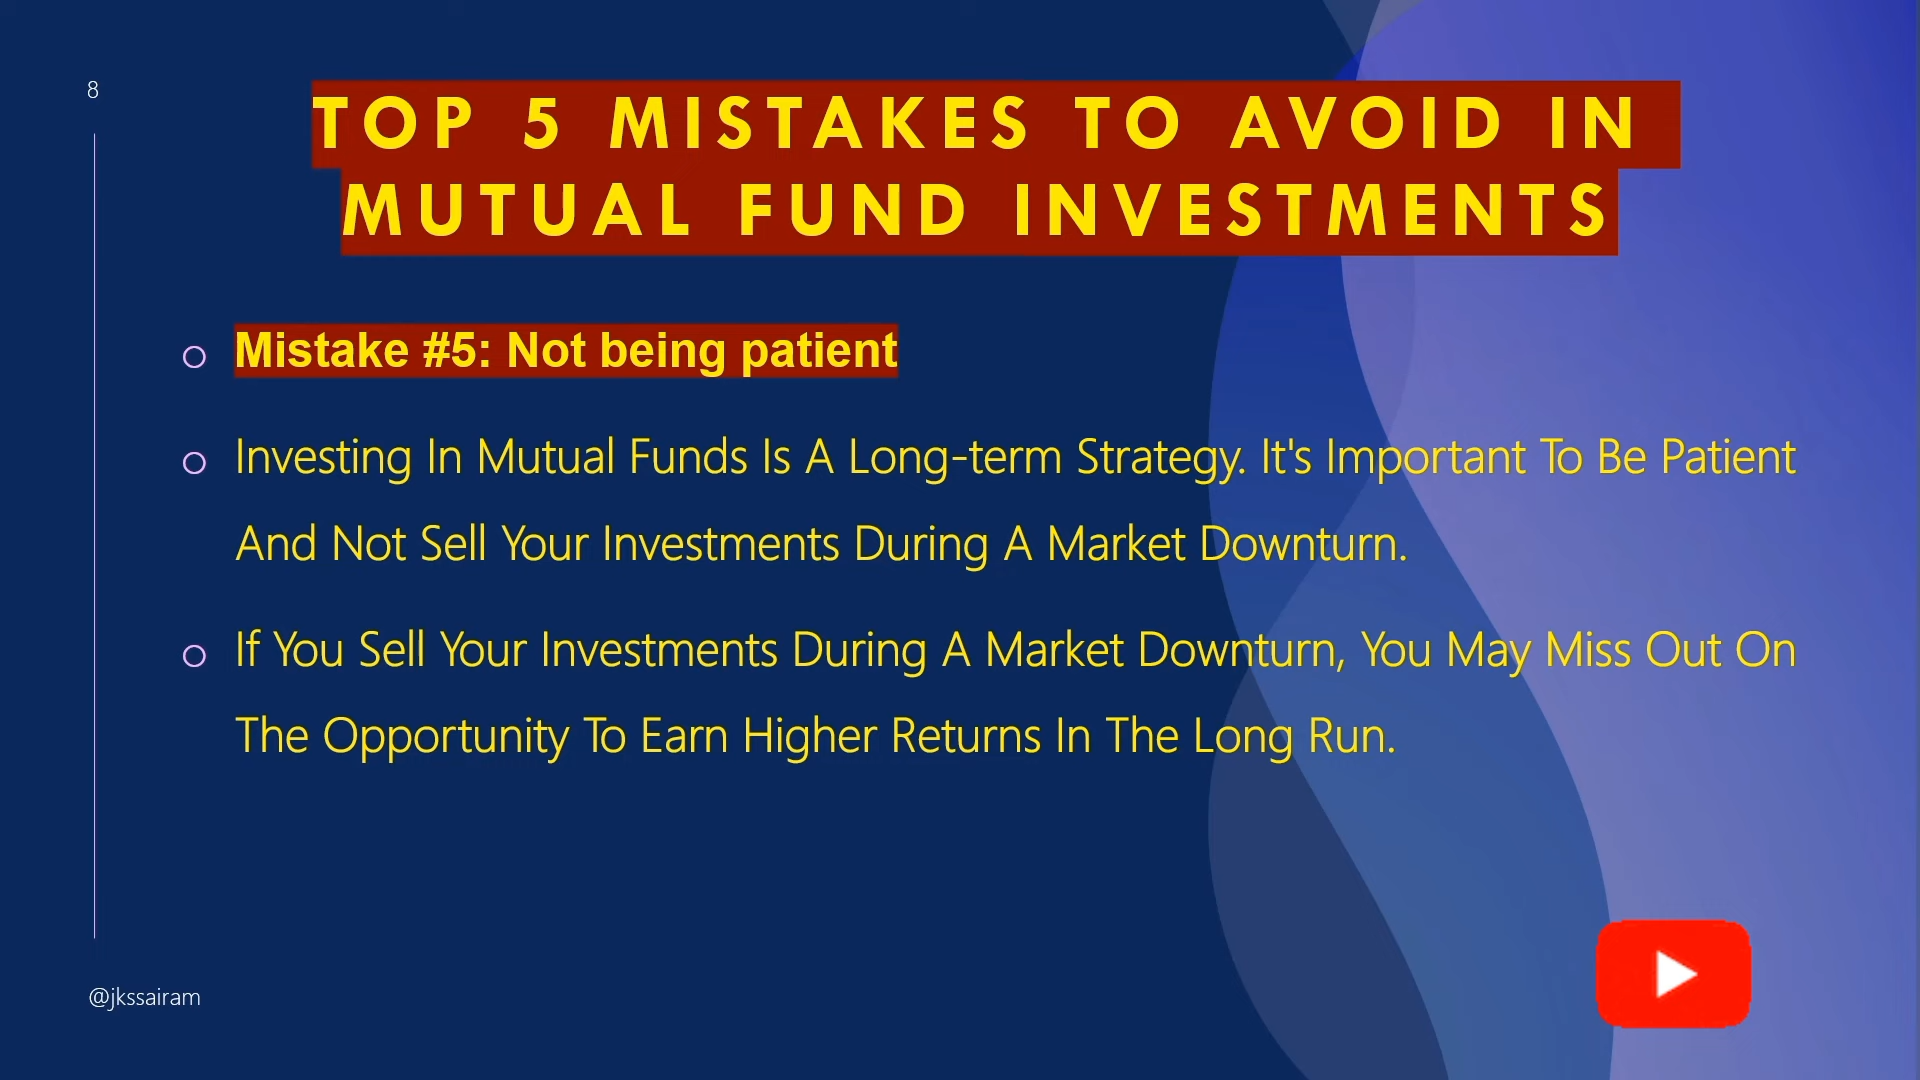 8
TOP 5 MISTAKES TO AVOID IN
MUTUAL FUND INVESTMENTS
Mistake #5: Not being patient
Investing In Mutual Funds Is A Long-term Strategy. It's Important To Be Patient
And Not Sell Your Investments During A Market Downturn.
If You Sell Your Investments During A Market Downturn, You May Miss Out On
The Opportunity To Earn Higher Returns In The Long Run.
@jkssairam